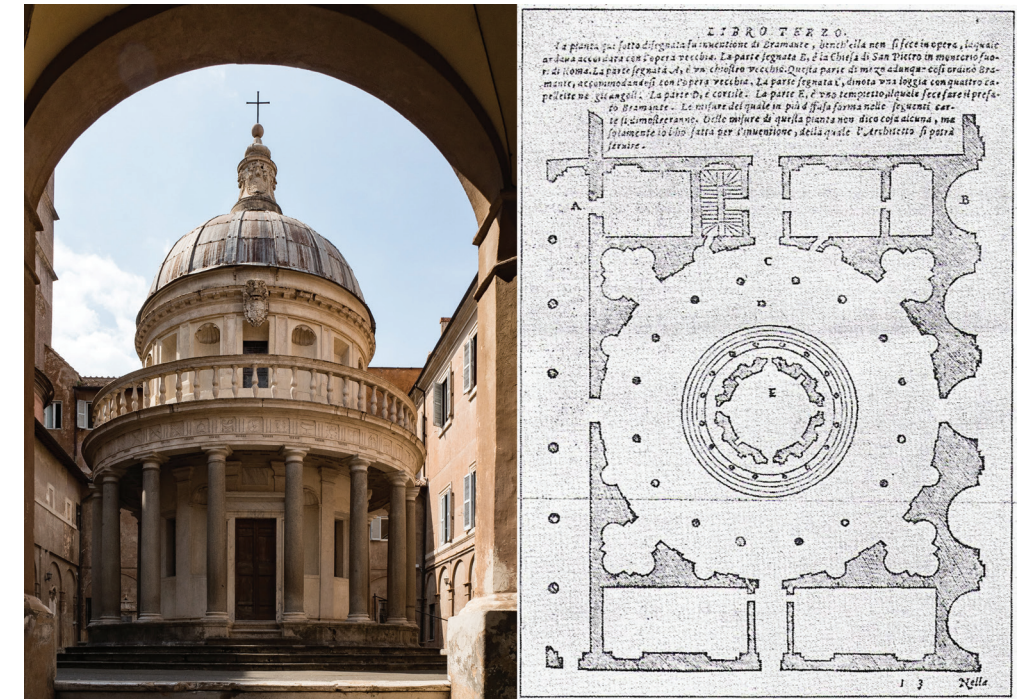 LIBRO TERZO.
La pianta qui sotto disegnata fu inuentione di Bramante, bench'ella non si fece in opera, laquale
andaua accordata con l'opera vecchia. La parte segnata B, è la Chiesa di San Pietro in montorio fuo-
ri di Roma. La parte segnata A, è vn chiostro vecchio. Questa parte di mezo adunque così ordinò Bra-
mante, accommodandosi con l'opera vecchia. La parte segnata C, dinota vna loggia con quattro ca-
pellette ne gli angoli. La parte D, è cortile. La parte E, è vno tempietto, ilquale fece fare il prefa-
to Bramante. Le misure del quale in più diffusa forma nelle seguenti car-
te si dimostreranno. Delle misure di questa pianta non dico cosa alcuna, ma
solamente io l'ho fatta per l'inuentione, della quale l'Architetto si potrà
seruire.
A
B
C
D
E
13 Nella